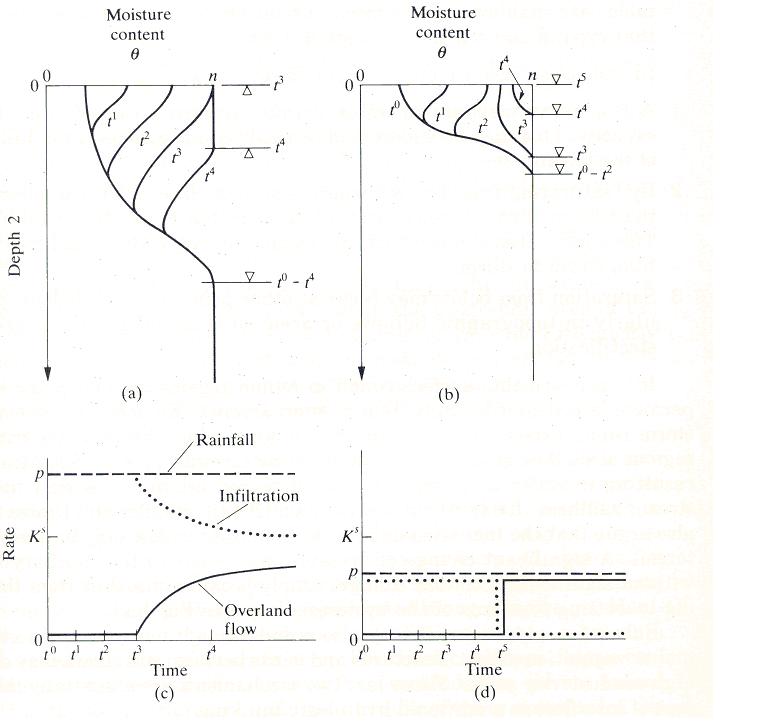 Moisture
content
θ
0
n
t³
t¹
t²
t³
t⁴
t⁴
t⁰ - t⁴
Depth 2
(a)
Moisture
content
θ
t⁴
0
n
t⁵
t⁰
t¹
t²
t³
t⁴
t³
t⁰ - t²
(b)
Rainfall
p
Infiltration
Kˢ
Rate
Overland
flow
0
t⁰ t¹ t² t³ t⁴
Time
(c)
Kˢ
p
0
t⁰ t¹ t² t³ t⁴ t⁵
Time
(d)